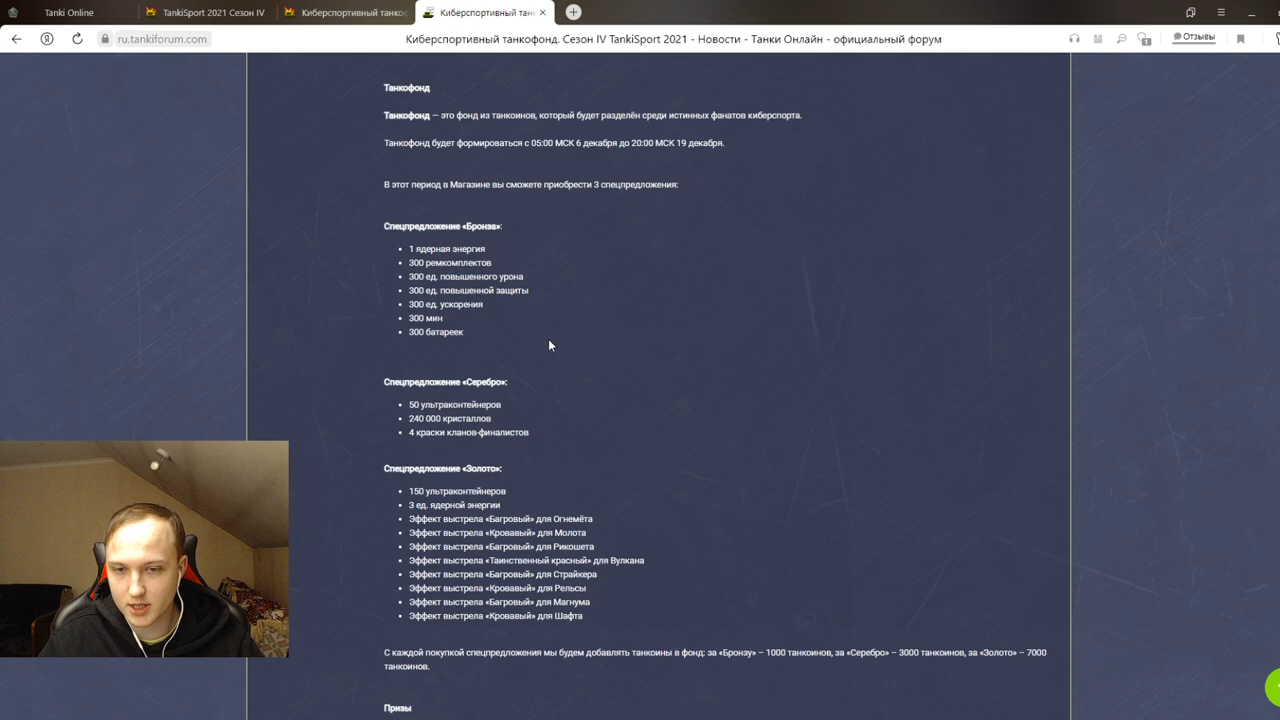 Tanki Online
TankiSport 2021 Сезон IV
Киберспортивный танкос
Киберспортивный тан
ru.tankiforum.com
Киберспортивный танкофонд. Сезон IV TankiSport 2021 - Новости - Танки Онлайн - официальный форум
1
Отзывы
Танкофонд
Танкофонд — это фонд из танкоинов, который будет разделён среди истинных фанатов киберспорта.
Танкофонд будет формироваться с 05:00 МСК 6 декабря до 20:00 МСК 19 декабря.
В этот период в Магазине вы сможете приобрести 3 спецпредложения:
Спецпредложение «Бронза»:
• 1 ядерная энергия
• 300 ремкомплектов
• 300 ед. повышенного урона
• 300 ед. повышенной защиты
• 300 ед. ускорения
• 300 мин
• 300 батареек
Спецпредложение «Серебро»:
• 50 ультраконтейнеров
• 240 000 кристаллов
• 4 краски кланов-финалистов
Спецпредложение «Золото»:
• 150 ультраконтейнеров
• 3 ед. ядерной энергии
• Эффект выстрела «Багровый» для Огнемёта
• Эффект выстрела «Кровавый» для Молота
• Эффект выстрела «Багровый» для Рикошета
• Эффект выстрела «Таинственный красный» для Вулкана
• Эффект выстрела «Багровый» для Страйкера
• Эффект выстрела «Кровавый» для Рельсы
• Эффект выстрела «Багровый» для Магнума
• Эффект выстрела «Кровавый» для Шафта
С каждой покупкой спецпредложения мы будем добавлять танкоины в фонд: за «Бронзу» – 1000 танкоинов, за «Серебро» – 3000 танкоинов, за «Золото» – 7000
танкоинов.
Призы